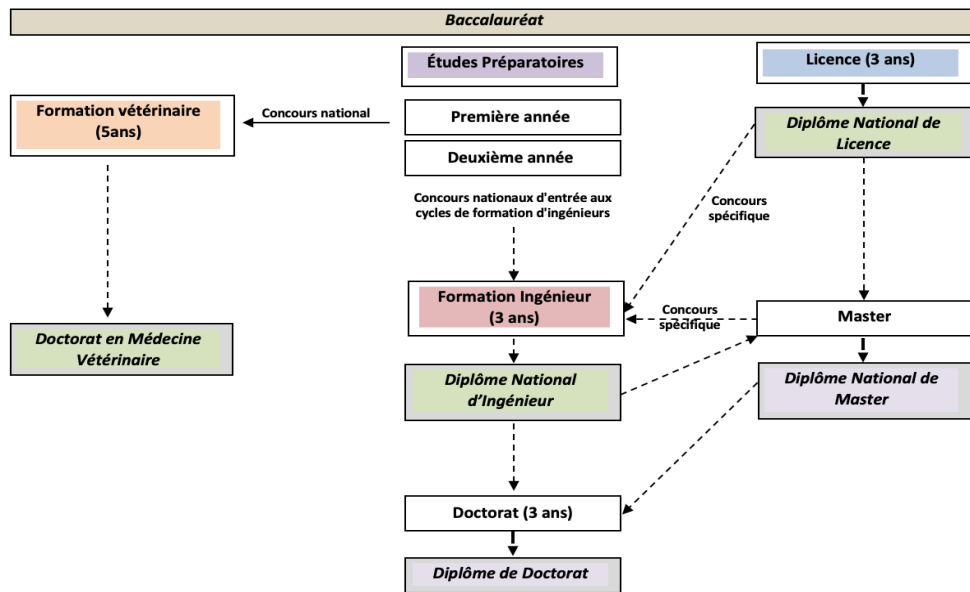 Baccalauréat
Études Préparatoires
Licence (3 ans)
Formation vétérinaire
(5ans)
Concours national
Première année
Diplôme National de
Licence
Deuxième année
Concours nationaux d'entrée aux
cycles de formation d'ingénieurs
Concours
spécifique
Formation Ingénieur
(3 ans)
Concours
spècifique
Master
Doctorat en Médecine
Vétérinaire
Diplôme National
d’Ingénieur
Diplôme National de
Master
Doctorat (3 ans)
Diplôme de Doctorat